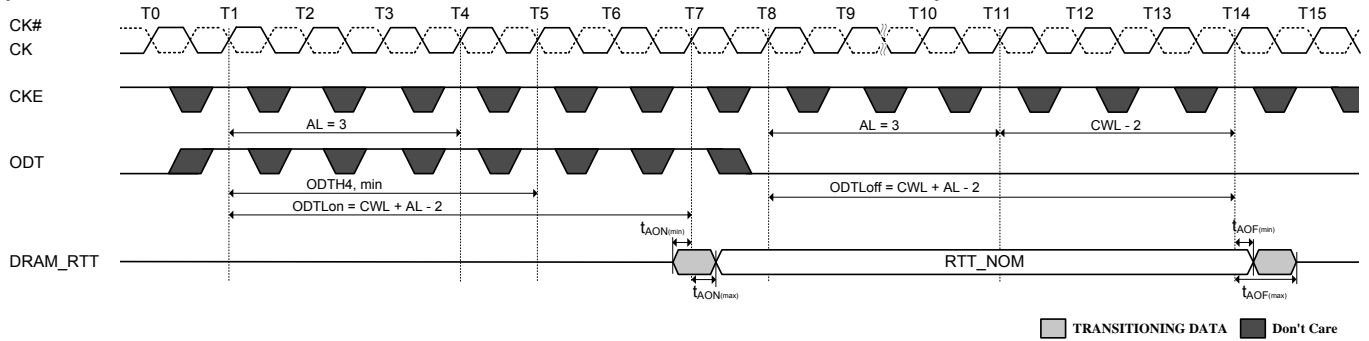 T0 T1 T2 T3 T4 T5 T6 T7 T8 T9 T10 T11 T12 T13 T14 T15
CK#
CK
CKE
AL = 3 AL = 3 CWL - 2
ODT
ODTH4, min ODTLoff = CWL + AL - 2
ODTLon = CWL + AL - 2
tAON(min) tAOF(min)
DRAM_RTT RTT_NOM
tAON(max) tAOF(max)
TRANSITIONING DATA Don't Care